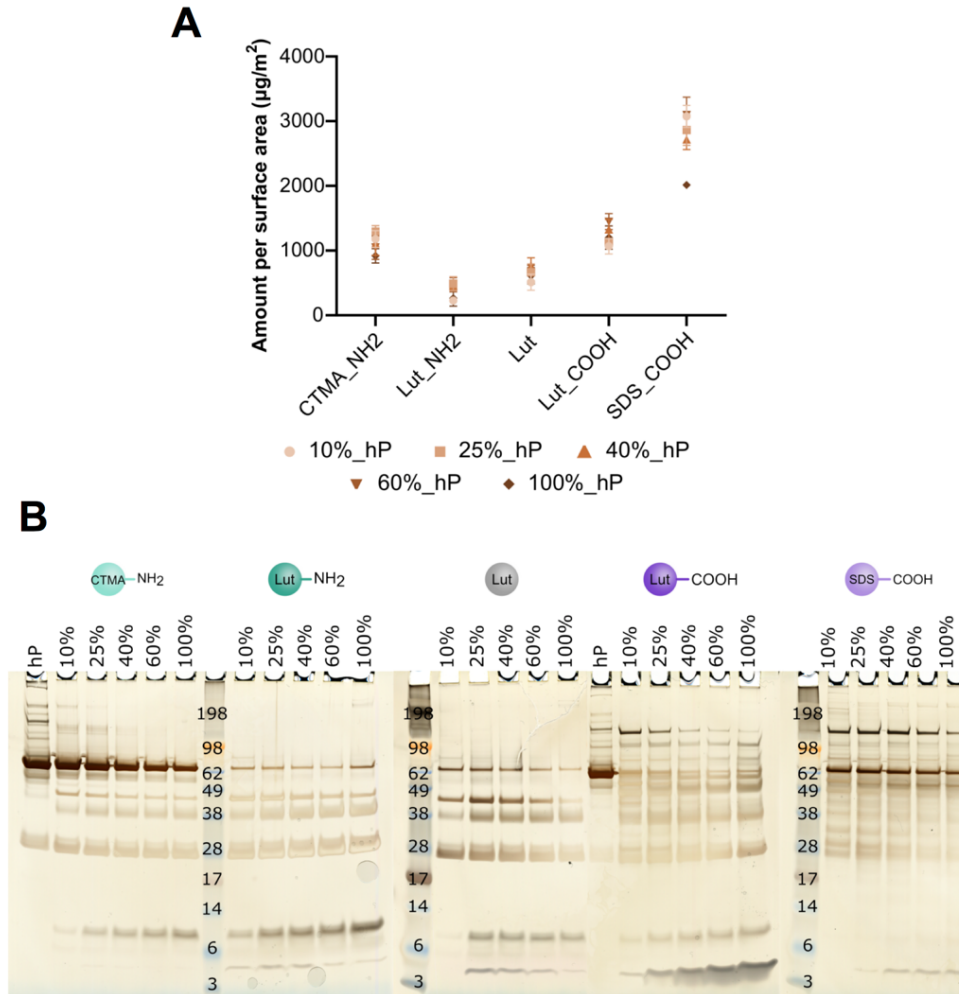 A
Amount per surface area (µg/m²)
4000
3000
2000
1000
0
CTMA_NH2
Lut_NH2
Lut
Lut_COOH
SDS_COOH
10%_hP 25%_hP 40%_hP
60%_hP 100%_hP
B
CTMA NH2 Lut NH2 Lut Lut COOH SDS COOH
hP 10% 25% 40% 60% 100% 10% 25% 40% 60% 100% 10% 25% 40% 60% 100% hP 10% 25% 40% 60% 100% 10% 25% 40% 60% 100%
198 198 198
98 98 98
62 62 62
49 49 49
38 38 38
28 28 28
17 17 17
14 14 14
6 6 6
3 3 3